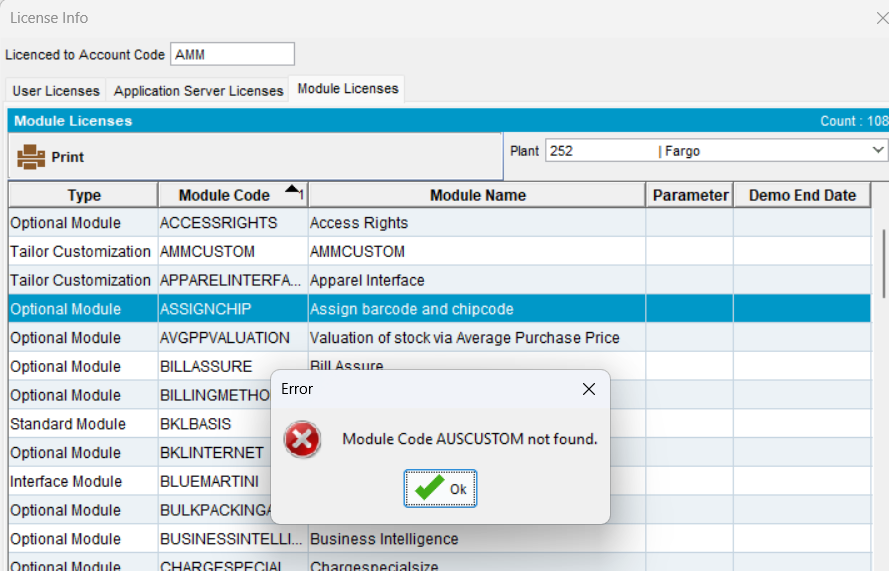 License Info
Licenced to Account Code AMM
User Licenses Application Server Licenses Module Licenses
Module Licenses Count : 108
Print Plant 252 | Fargo
Type Module Code 1 Module Name Parameter Demo End Date
Optional Module ACCESSRIGHTS Access Rights
Tailor Customization AMMCUSTOM AMMCUSTOM
Tailor Customization APPARELINTERFA... Apparel Interface
Optional Module ASSIGNCHIP Assign barcode and chipcode
Optional Module AVGPPVALUATION Valuation of stock via Average Purchase Price
Optional Module BILLASSURE Bill Assure
Optional Module BILLINGMETHO
Standard Module BKLBASIS
Optional Module BKLINTERNET
Interface Module BLUEMARTINI
Optional Module BULKPACKINGA
Optional Module BUSINESSINTELLI... Business Intelligence
Optional Module CHARGESPECIAL Chargespecialsize
Error
Module Code AUSCUSTOM not found.
Ok